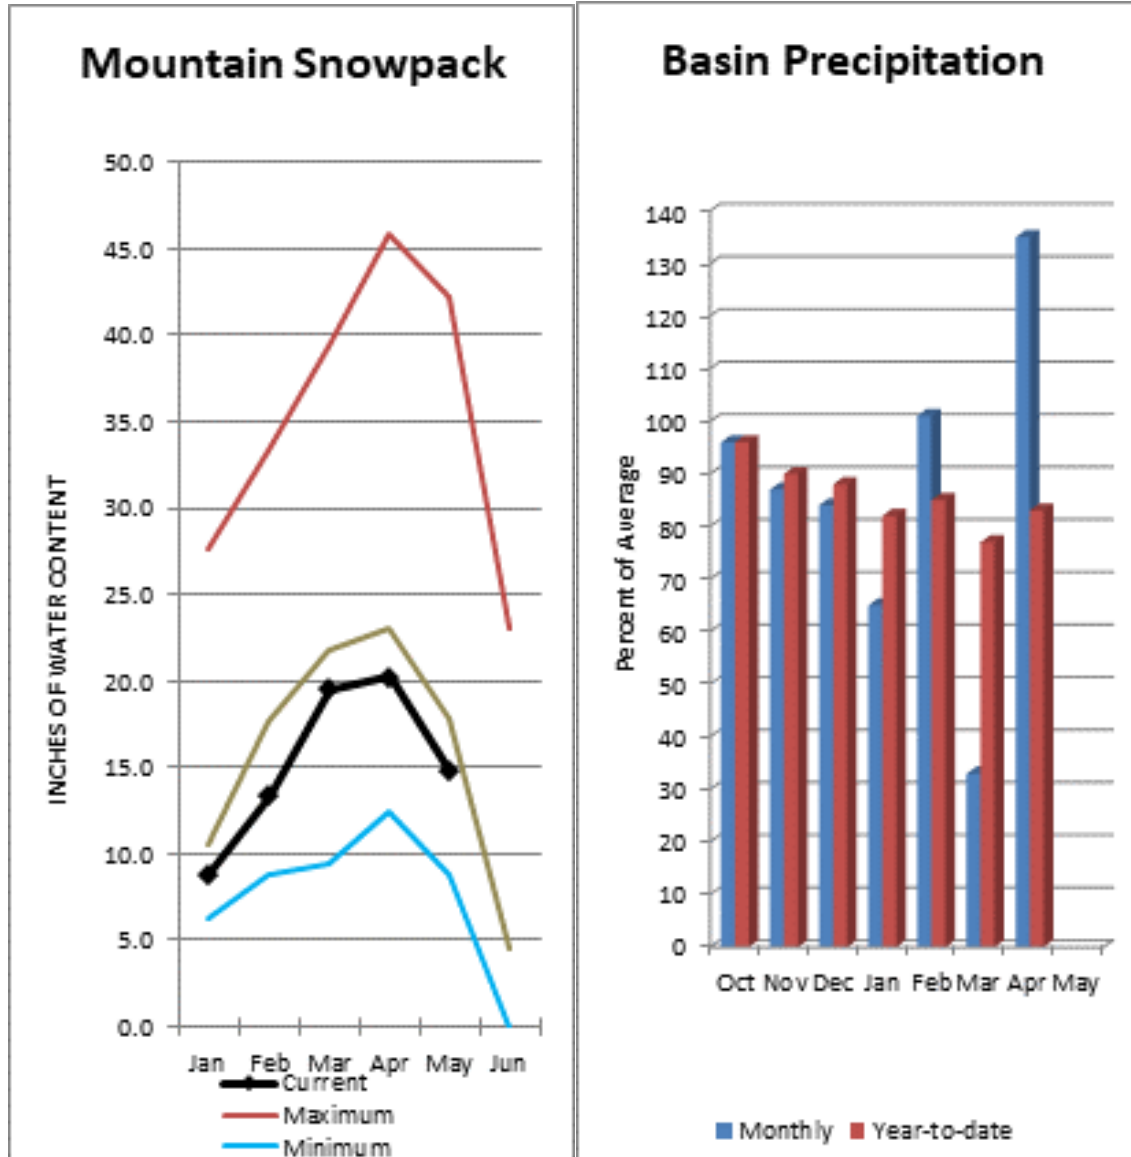 Mountain Snowpack
50.0
45.0
40.0
35.0
30.0
25.0
20.0
15.0
10.0
5.0
0.0
INCHES OF WATER CONTENT
Jan Feb Mar Apr May Jun
Current
Maximum
Minimum
Basin Precipitation
140
130
120
110
100
90
80
70
60
50
40
30
20
10
0
Percent of Average
Oct Nov Dec Jan Feb Mar Apr May
Monthly Year-to-date